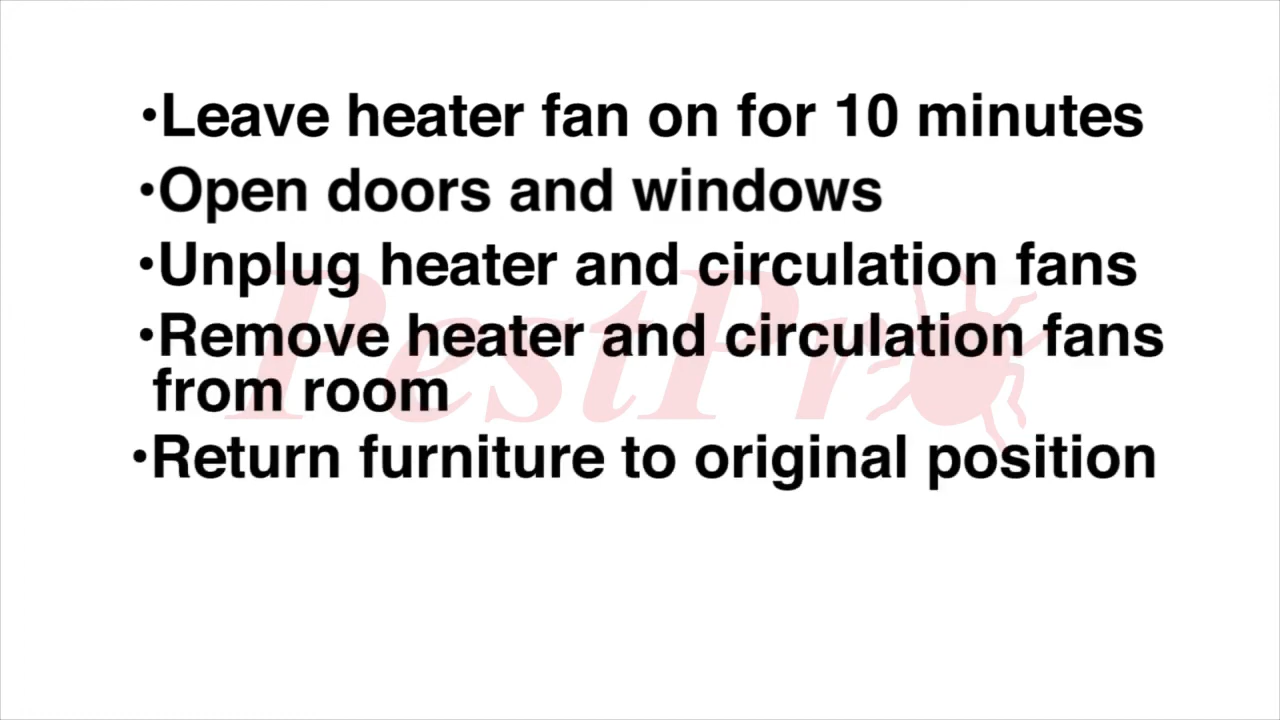 •Leave heater fan on for 10 minutes
•Open doors and windows
•Unplug heater and circulation fans
•Remove heater and circulation fans
from room
•Return furniture to original position
PestPro